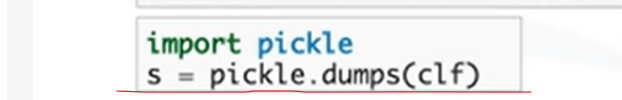 import pickle
s = pickle.dumps(clf)